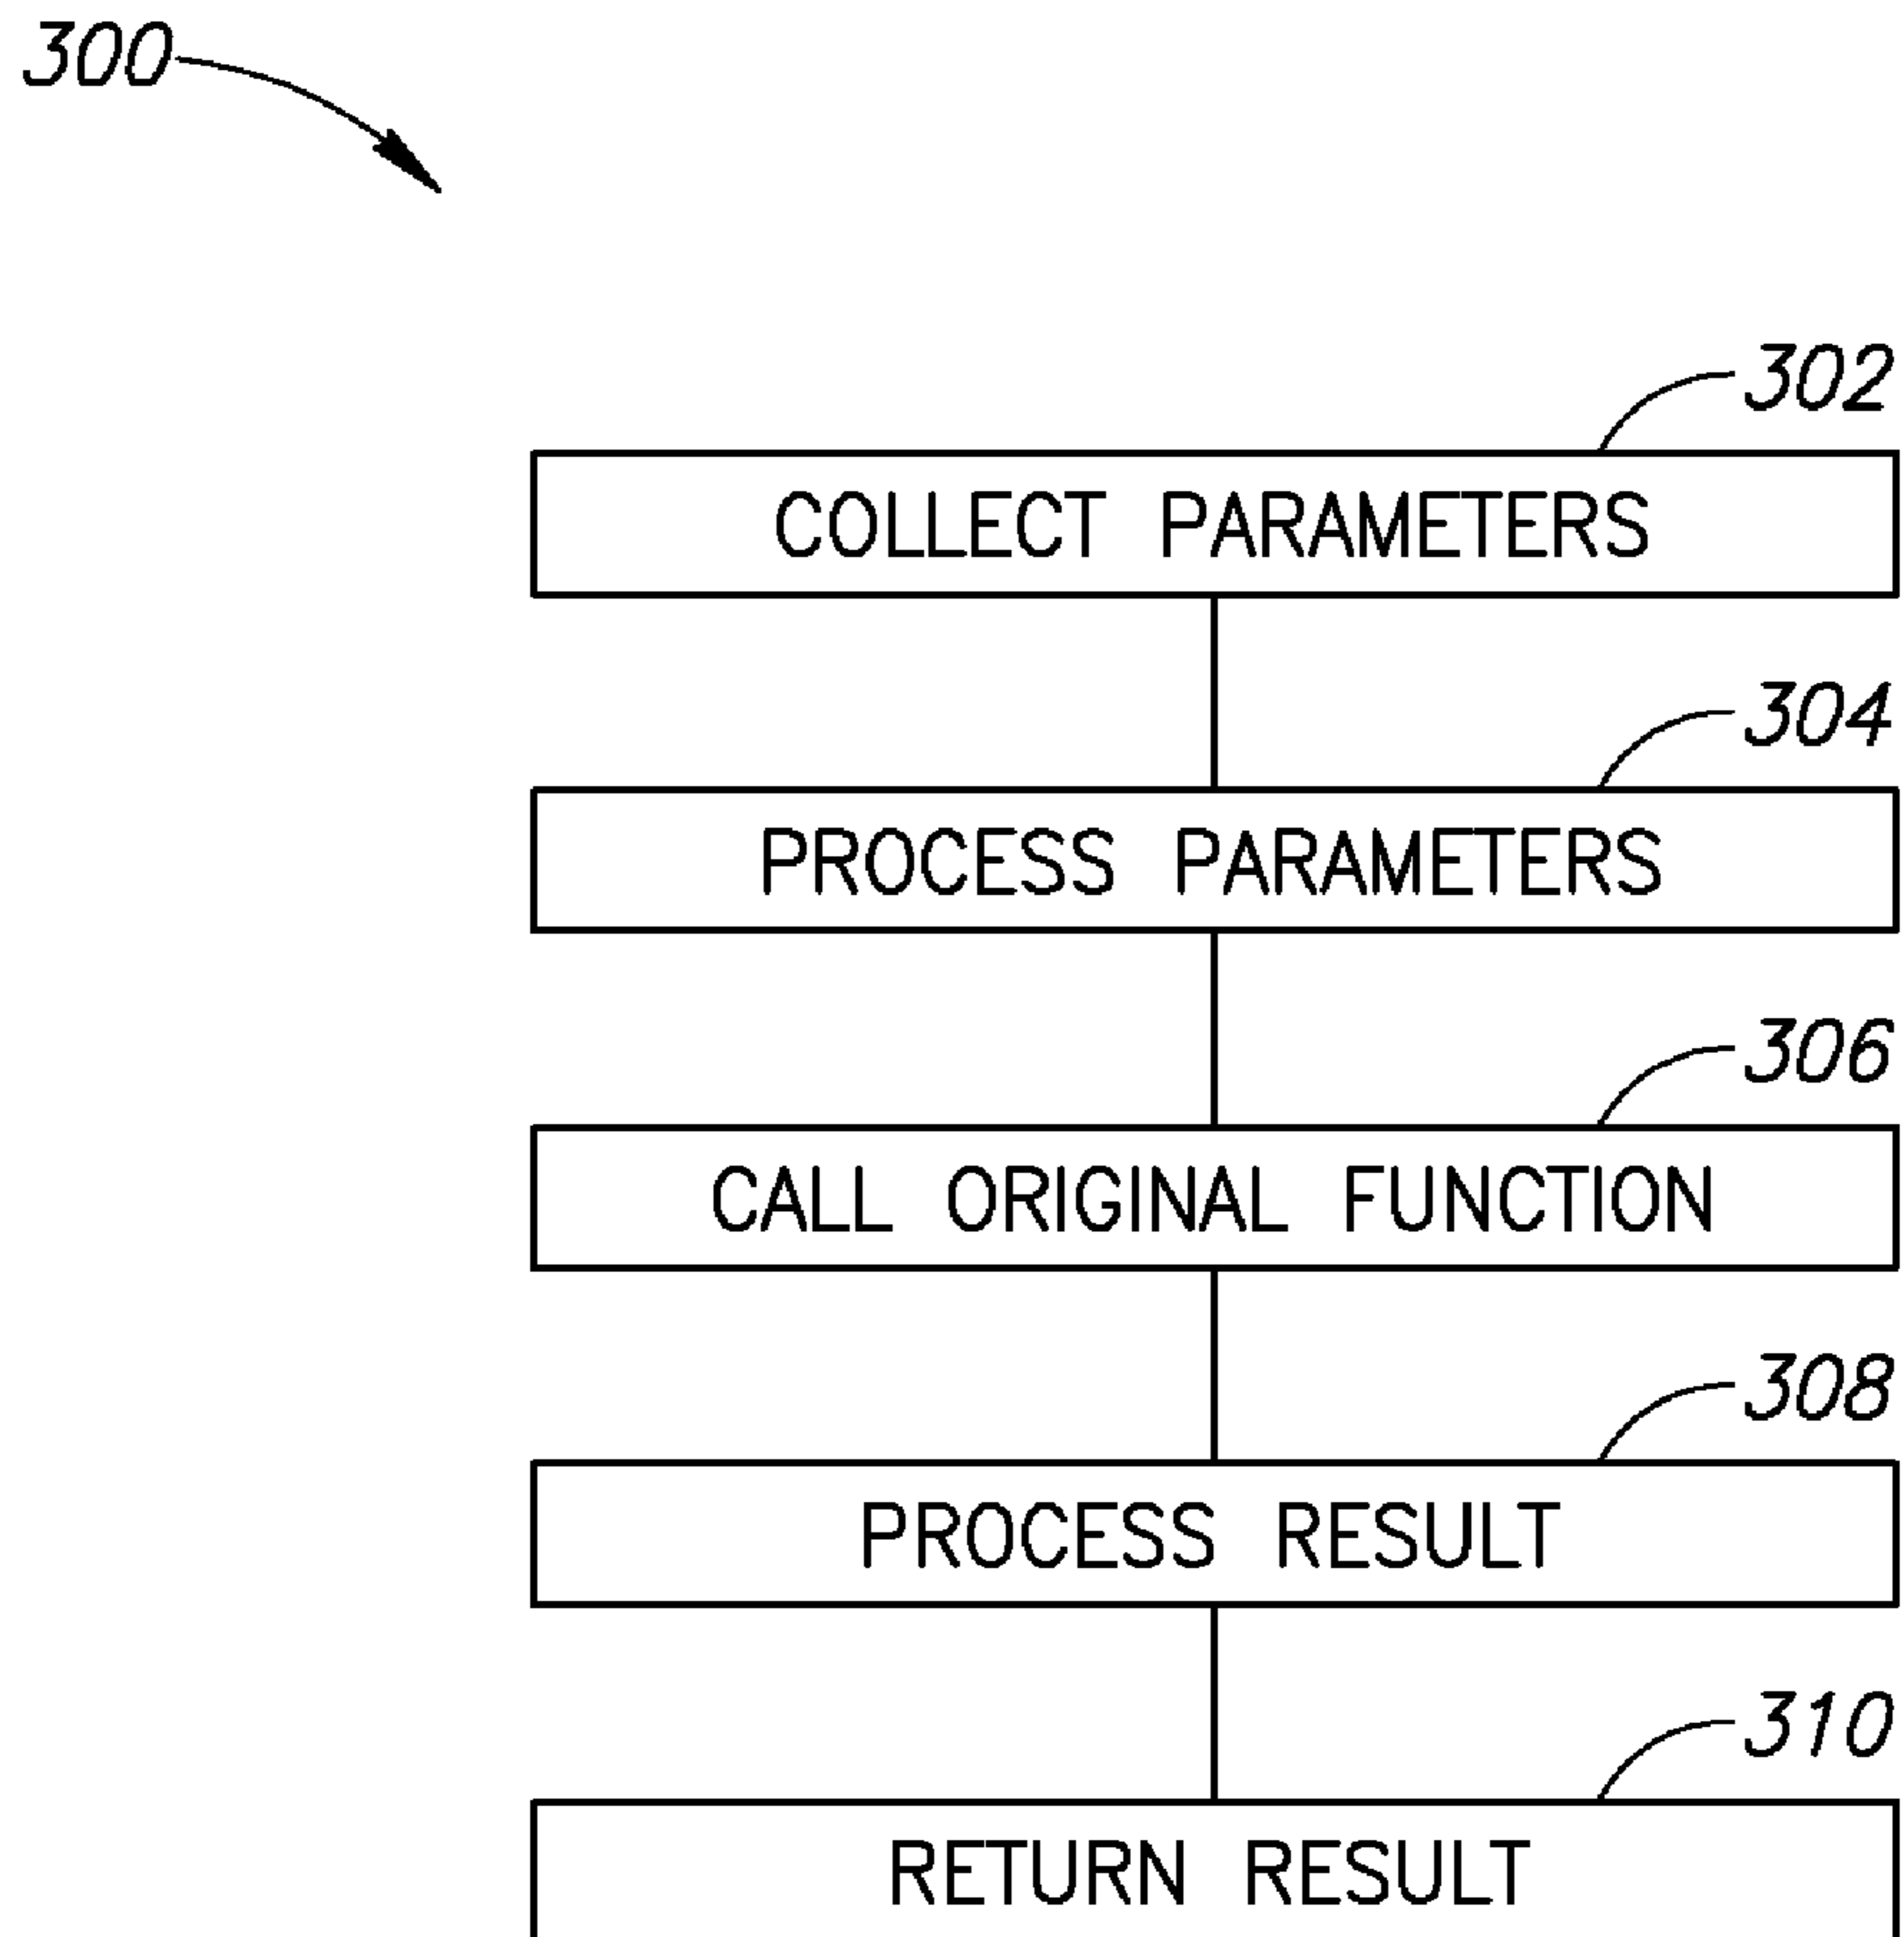 300
302
COLLECT PARAMETERS
304
PROCESS PARAMETERS
306
CALL ORIGINAL FUNCTION
308
PROCESS RESULT
310
RETURN RESULT